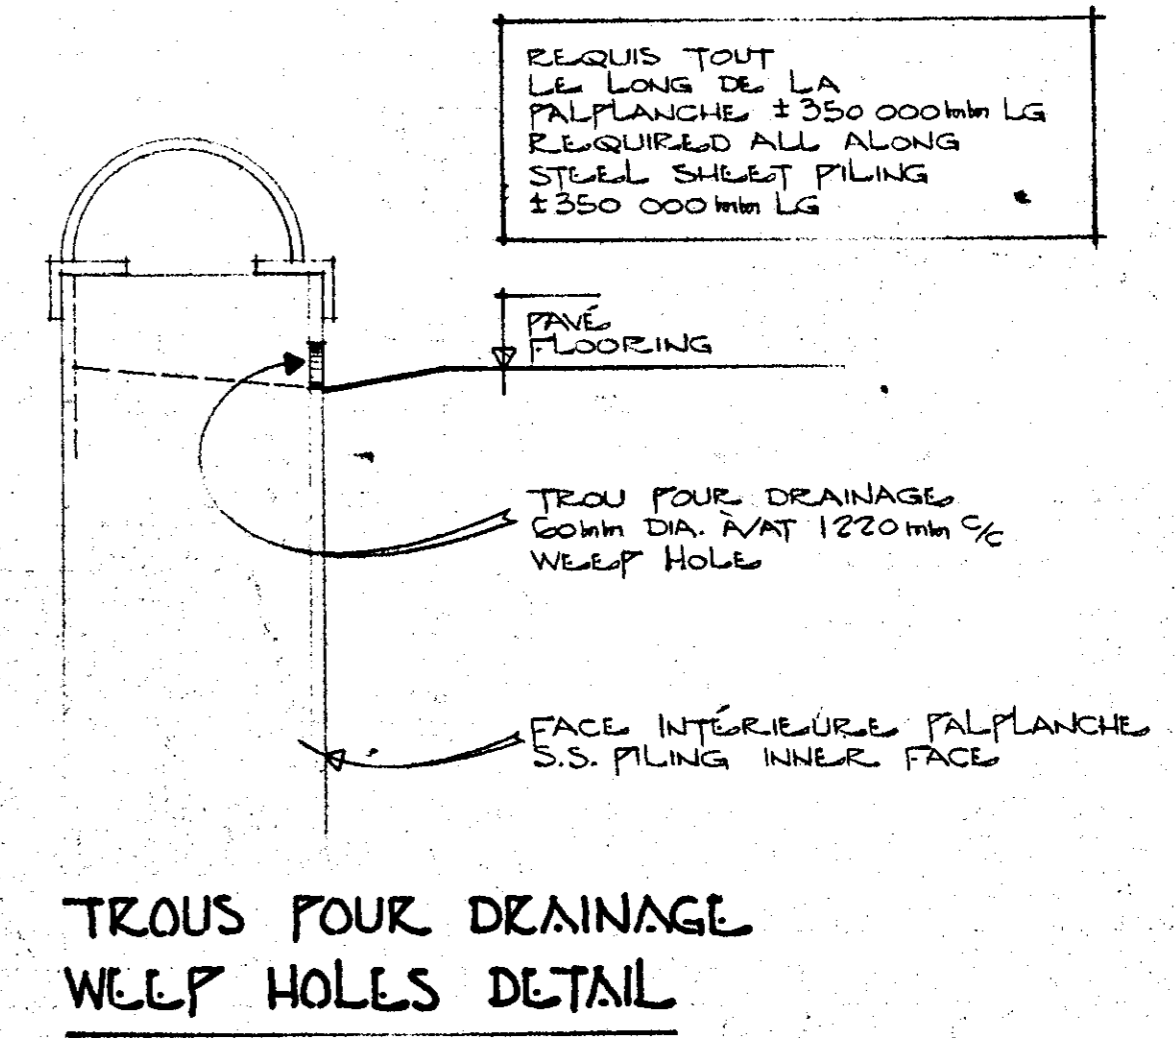 REQUIS TOUT
LE LONG DE LA
PALPLANCHE ±350 000mm LG
REQUIRED ALL ALONG
STEEL SHEET PILING
±350 000mm LG
PAVÉ
FLOORING
TROU POUR DRAINAGE
60mm DIA. À/AT 1220mm C/C
WEEP HOLE
FACE INTÉRIEURE PALPLANCHE
S.S. PILING INNER FACE
TROUS POUR DRAINAGE
WEEP HOLES DETAIL